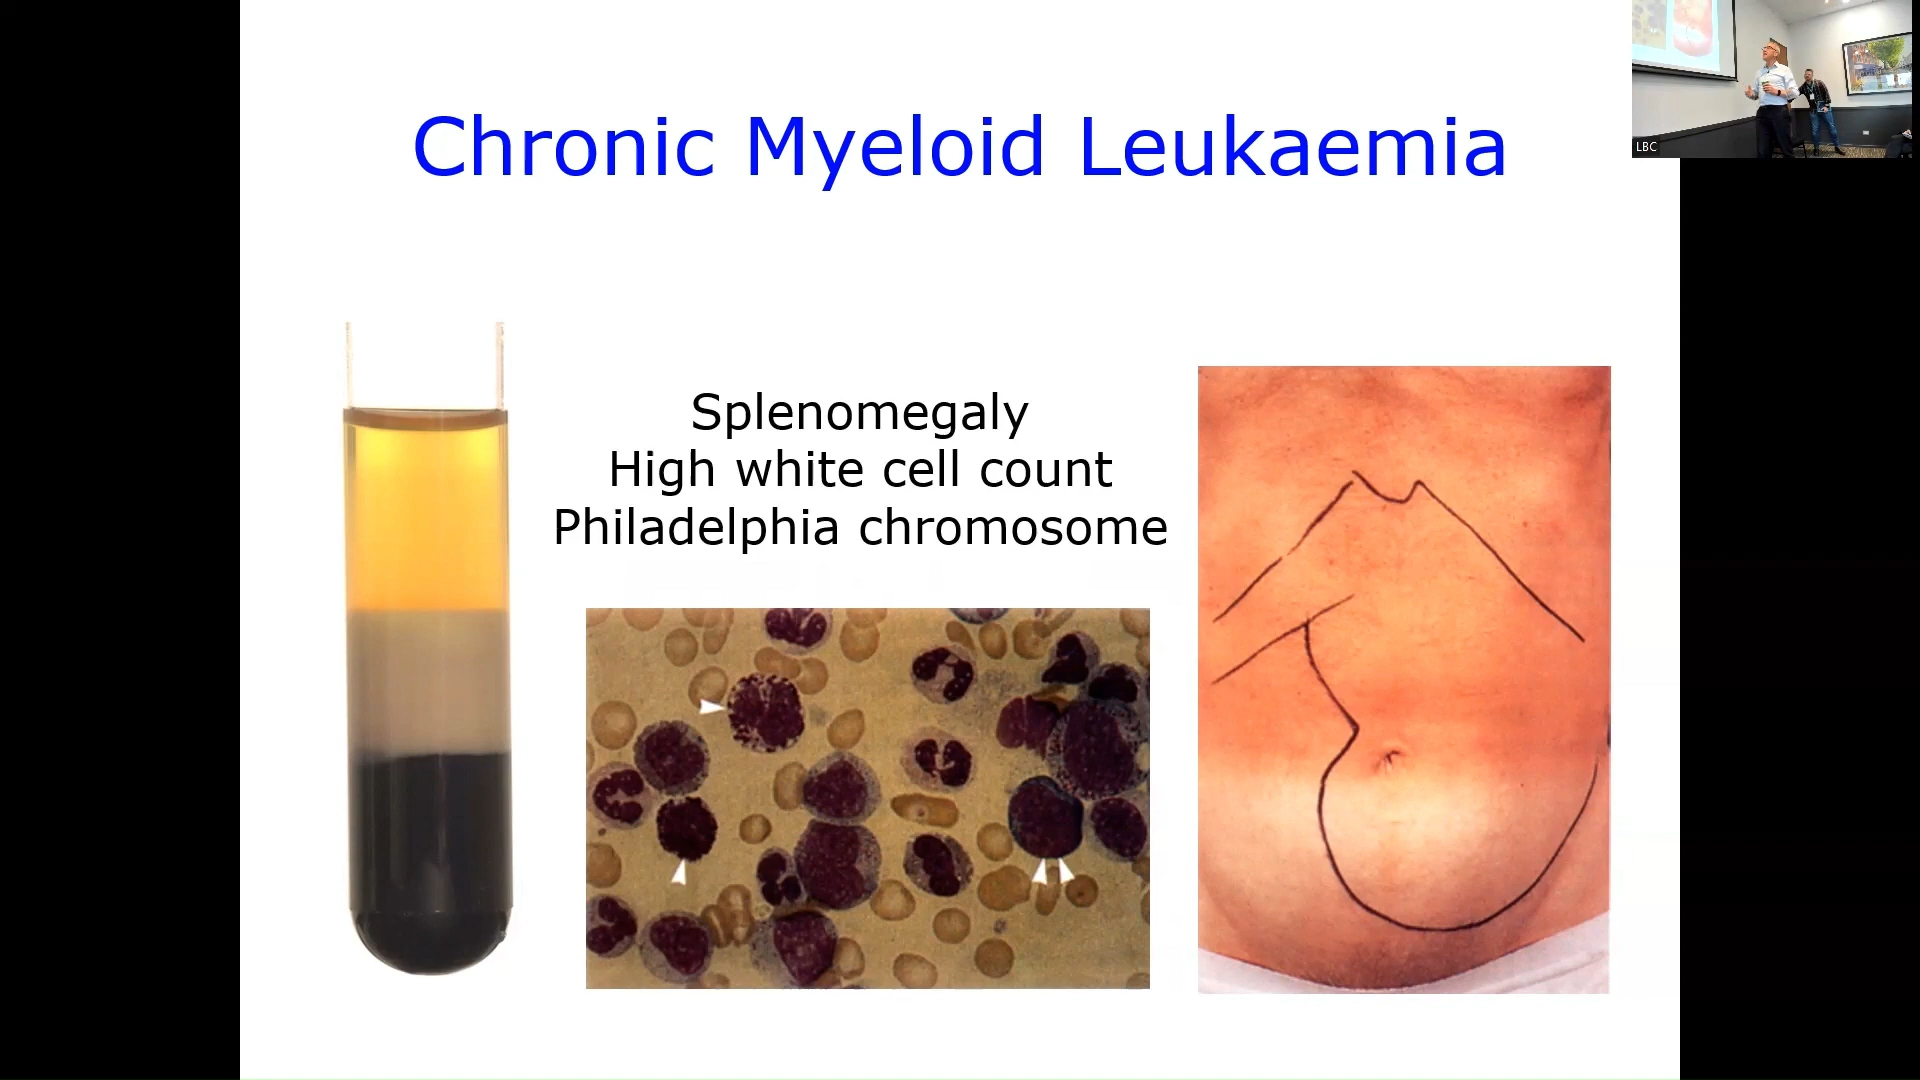 Chronic Myeloid Leukaemia
LBC
Splenomegaly
High white cell count
Philadelphia chromosome